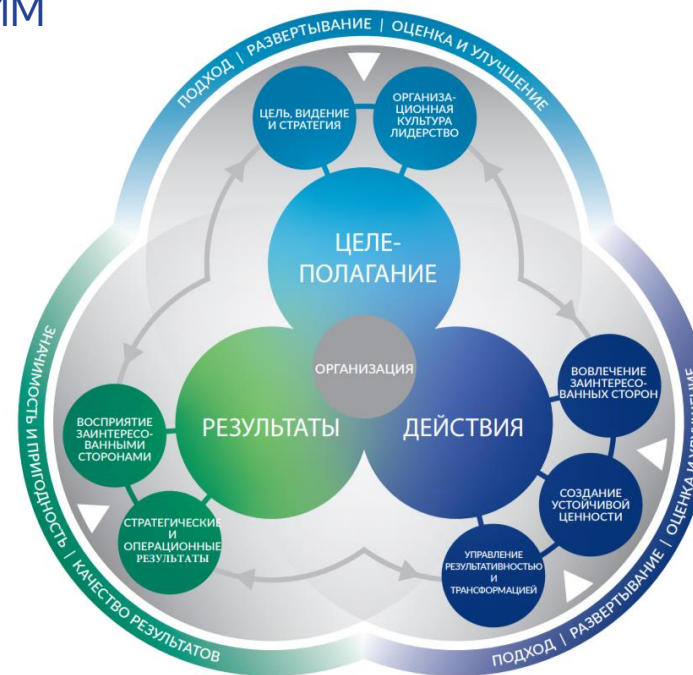 ИМ
ПОДХОД | РАЗВЕРТЫВАНИЕ | ОЦЕНКА И УЛУЧШЕНИЕ
ЦЕЛЬ, ВИДЕНИЕ
И СТРАТЕГИЯ
ОРГАНИЗА-
ЦИОННАЯ
КУЛЬТУРА
ЛИДЕРСТВО
ЦЕЛЕ-
ПОЛАГАНИЕ
ОРГАНИЗАЦИЯ
РЕЗУЛЬТАТЫ
ДЕЙСТВИЯ
ВОВЛЕЧЕНИЕ
ЗАИНТЕРЕСО-
ВАННЫХ СТОРОН
СОЗДАНИЕ
УСТОЙЧИВОЙ
ЦЕННОСТИ
УПРАВЛЕНИЕ
РЕЗУЛЬТАТИВНОСТЬЮ
И
ТРАНСФОРМАЦИЕЙ
ВОСПРИЯТИЕ
ЗАИНТЕРЕСО-
ВАННЫМИ
СТОРОНАМИ
СТРАТЕГИЧЕСКИЕ
И
ОПЕРАЦИОННЫЕ
РЕЗУЛЬТАТЫ
ЗНАЧИМОСТЬ И ПРИГОДНОСТЬ | КАЧЕСТВО РЕЗУЛЬТАТОВ
ПОДХОД | РАЗВЕРТЫВАНИЕ | ОЦЕНКА И УЛУЧШЕНИЕ